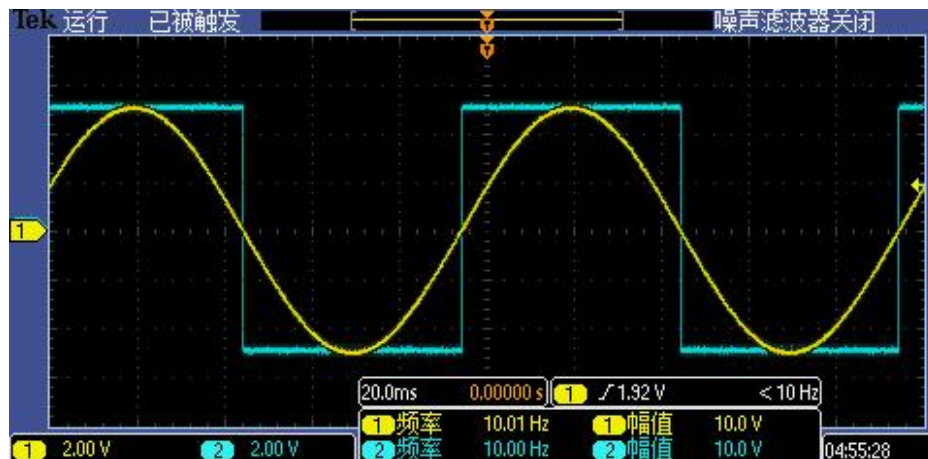 Tek 运行 已被触发 噪声滤波器关闭
1
20.0ms 0.00000 s 1 1.92 V < 10 Hz
1 频率 10.01 Hz 1 幅值 10.0 V
1 2.00 V 2 2.00 V 2 频率 10.00 Hz 2 幅值 10.0 V 04:55:28